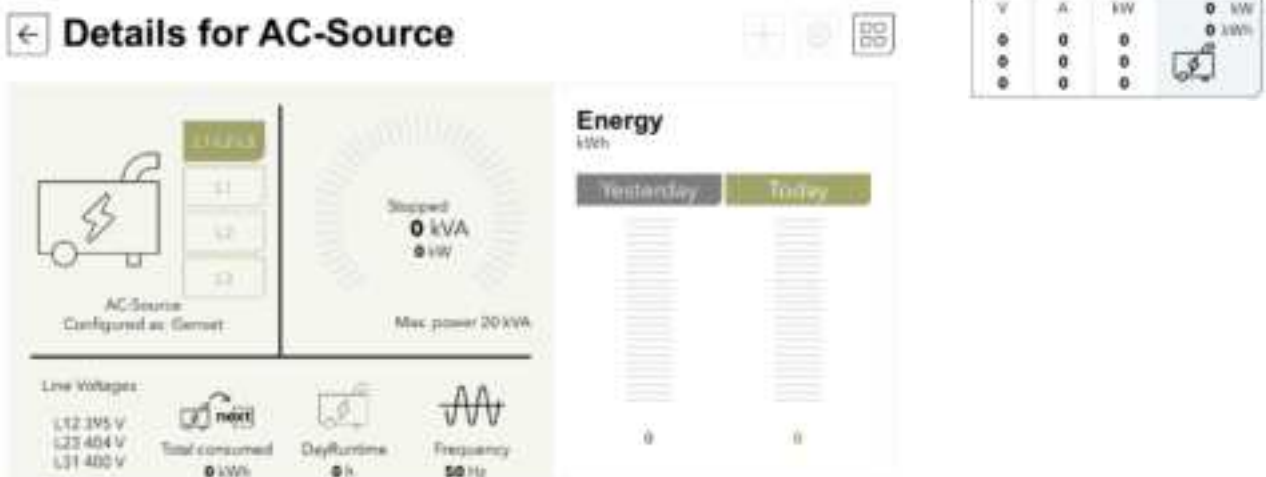 Details for AC-Source
V A kW 0 kW
0 kWh
0 0 0
0 0 0
0 0 0
L1 L2 L3
L1
L2
L3
AC-Source
Configured as: Genset
Stopped
0 kVA
0 kW
Max. power 20 kVA
Energy
kWh
Yesterday Today
0 0
Line Voltages
L12 395 V
L23 404 V
L31 400 V
next
Total consumed
0 kWh
DayRuntime
0 h
Frequency
50 Hz